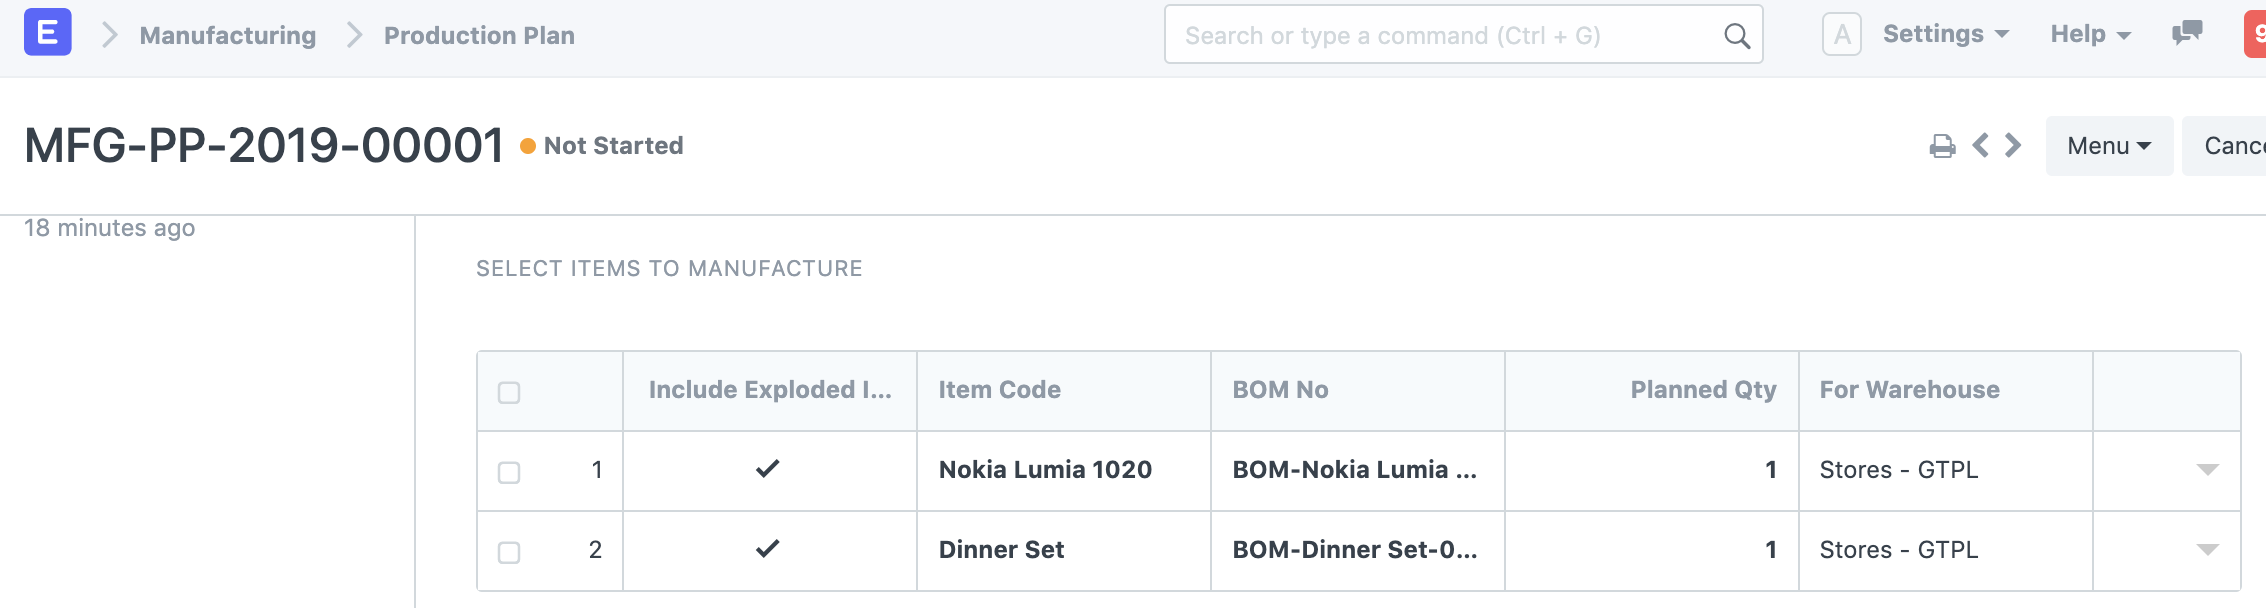 E Manufacturing Production Plan Search or type a command (Ctrl + G) A Settings Help 9
MFG-PP-2019-00001 Not Started Menu Cance
18 minutes ago
SELECT ITEMS TO MANUFACTURE
Include Exploded I... Item Code BOM No Planned Qty For Warehouse
1 Nokia Lumia 1020 BOM-Nokia Lumia ... 1 Stores - GTPL
2 Dinner Set BOM-Dinner Set-0... 1 Stores - GTPL